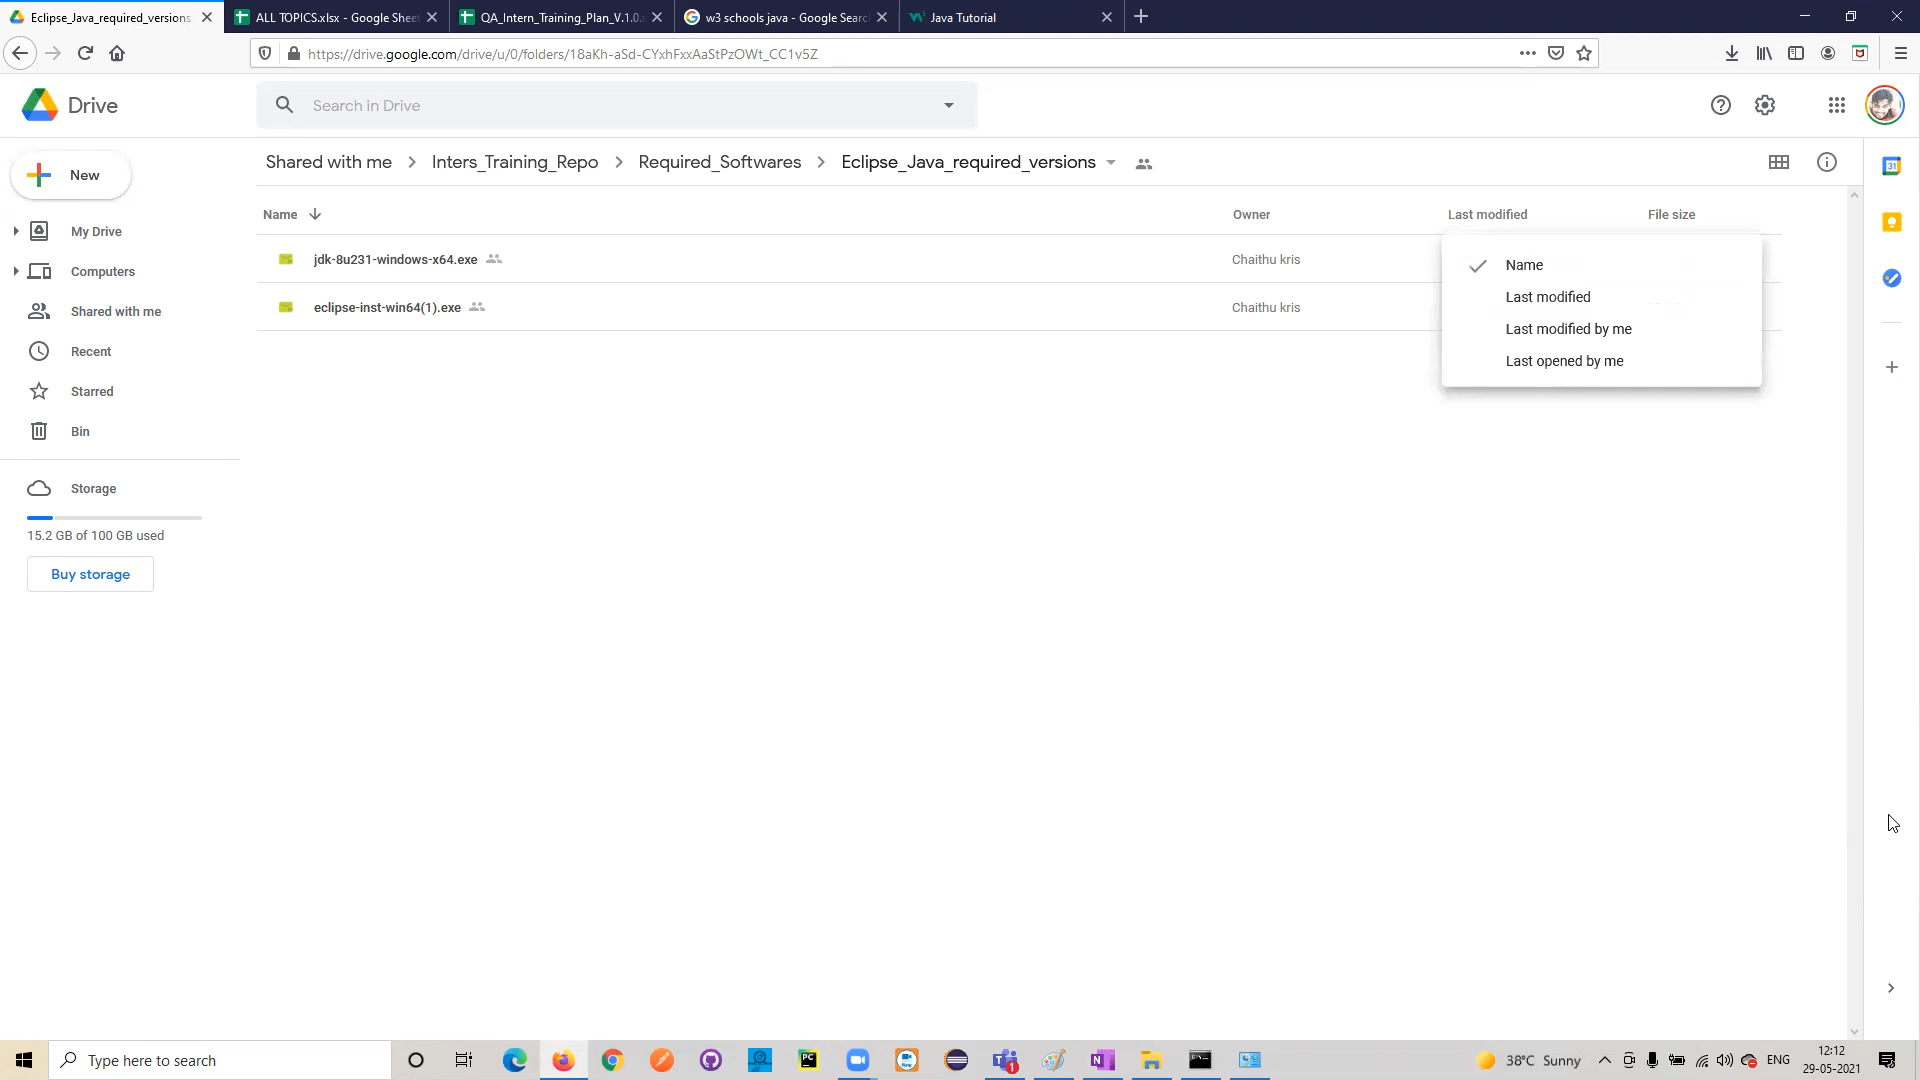 Eclipse_Java_required_versions
ALL TOPICS.xlsx - Google Sheet
QA_Intern_Training_Plan_V.1.0.
w3 schools java - Google Searc
Java Tutorial
https://drive.google.com/drive/u/0/folders/18aKh-aSd-CYxhFxxAaStPzOWt_CC1v5Z
Drive
Search in Drive
New
Shared with me > Inters_Training_Repo > Required_Softwares > Eclipse_Java_required_versions
31
Name
Owner
Last modified
File size
My Drive
jdk-8u231-windows-x64.exe
Chaithu kris
Name
Computers
Last modified
eclipse-inst-win64(1).exe
Chaithu kris
Shared with me
Last modified by me
Recent
Last opened by me
Starred
Bin
Storage
15.2 GB of 100 GB used
Buy storage
Type here to search
PC
1
38°C Sunny
ENG
12:12
29-05-2021